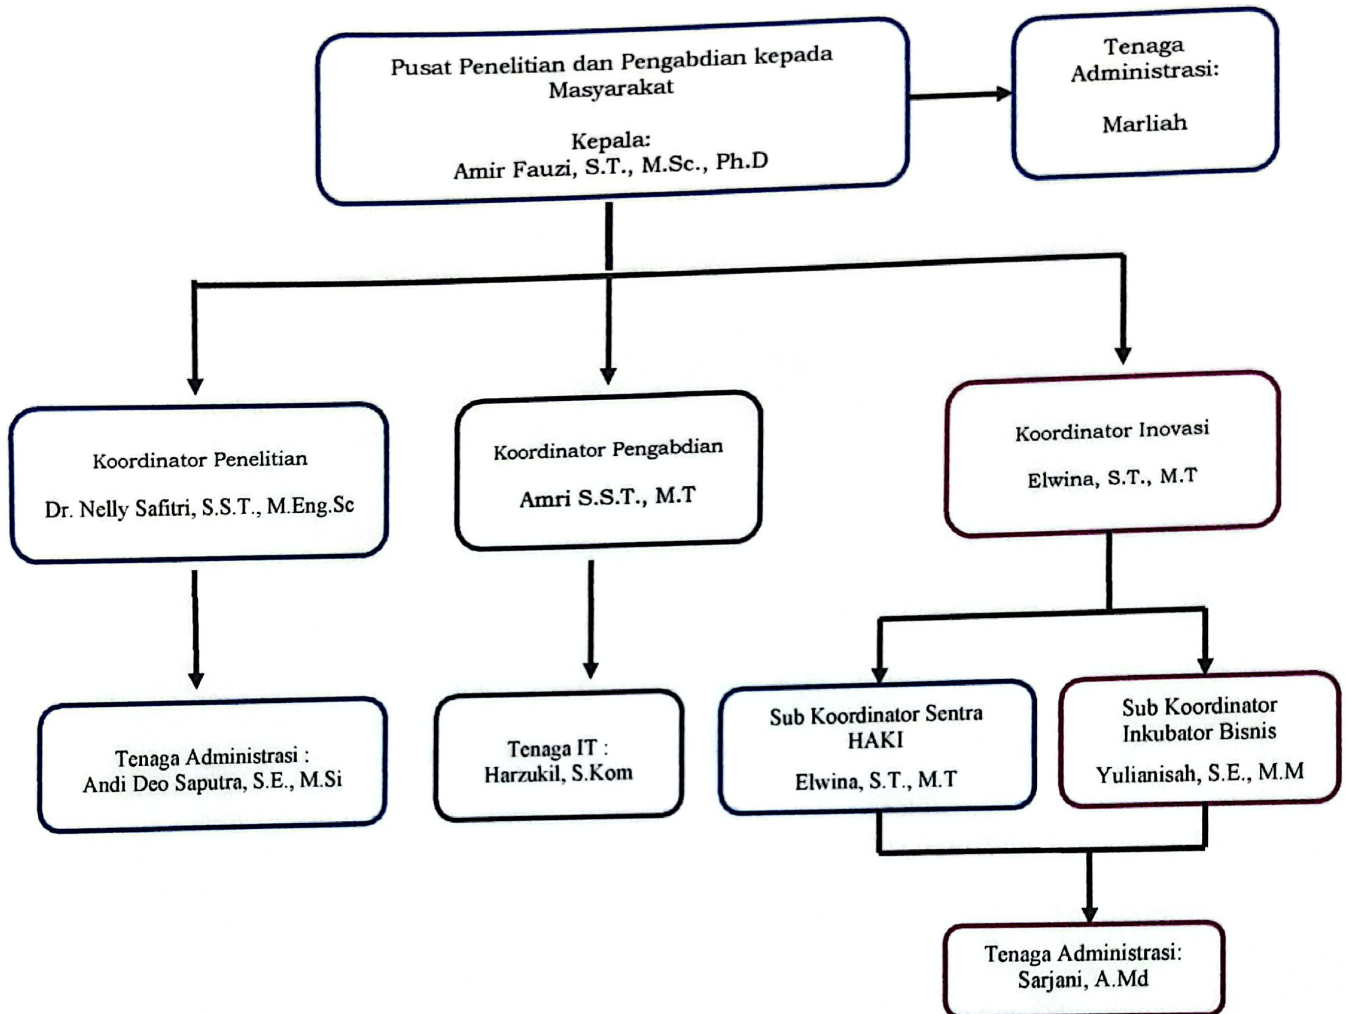 Pusat Penelitian dan Pengabdian kepada
Masyarakat
Kepala:
Amir Fauzi, S.T., M.Sc., Ph.D
Tenaga
Administrasi:
Marliah
Koordinator Penelitian
Dr. Nelly Safitri, S.S.T., M.Eng.Sc
Koordinator Pengabdian
Amri S.S.T., M.T
Koordinator Inovasi
Elwina, S.T., M.T
Tenaga Administrasi :
Andi Deo Saputra, S.E., M.Si
Tenaga IT :
Harzukil, S.Kom
Sub Koordinator Sentra
HAKI
Elwina, S.T., M.T
Sub Koordinator
Inkubator Bisnis
Yulianisah, S.E., M.M
Tenaga Administrasi:
Sarjani, A.Md